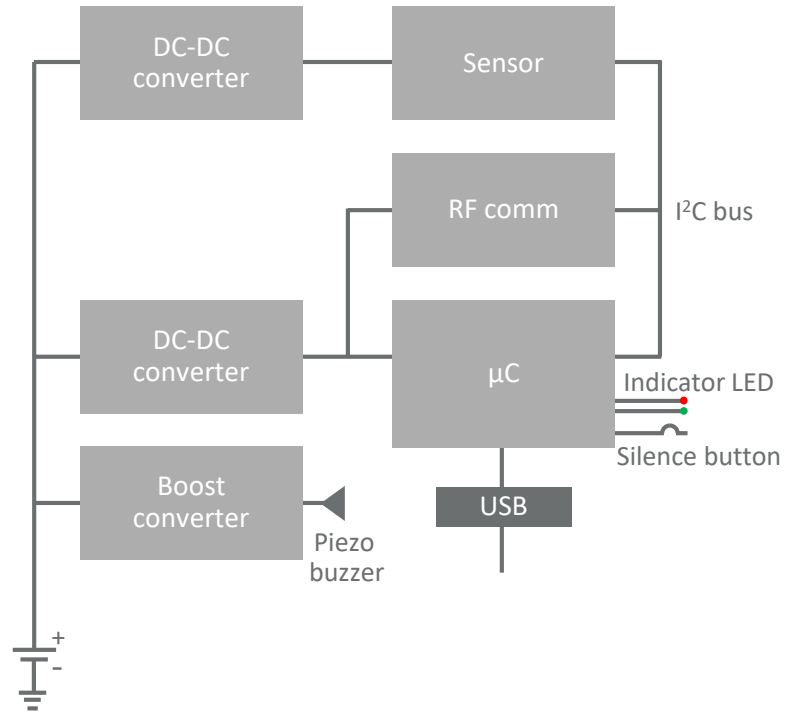 DC-DC
converter
Sensor
RF comm
I²C bus
DC-DC
converter
µC
Indicator LED
Silence button
Boost
converter
USB
Piezo
buzzer
+
-